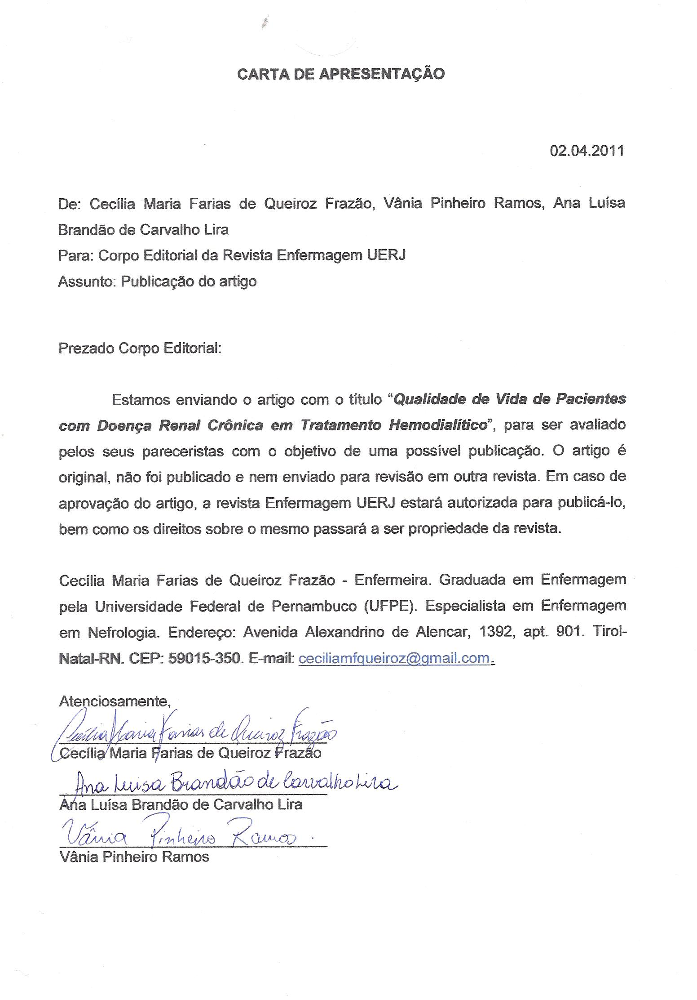 CARTA DE APRESENTAÇÃO
02.04.2011
De: Cecília Maria Farias de Queiroz Frazão, Vânia Pinheiro Ramos, Ana Luísa
Brandão de Carvalho Lira
Para: Corpo Editorial da Revista Enfermagem UERJ
Assunto: Publicação do artigo
Prezado Corpo Editorial:
Estamos enviando o artigo com o título “Qualidade de Vida de Pacientes
com Doença Renal Crônica em Tratamento Hemodialítico”, para ser avaliado
pelos seus pareceristas com o objetivo de uma possível publicação. O artigo é
original, não foi publicado e nem enviado para revisão em outra revista. Em caso de
aprovação do artigo, a revista Enfermagem UERJ estará autorizada para publicá-lo,
bem como os direitos sobre o mesmo passará a ser propriedade da revista.
Cecília Maria Farias de Queiroz Frazão - Enfermeira. Graduada em Enfermagem
pela Universidade Federal de Pernambuco (UFPE). Especialista em Enfermagem
em Nefrologia. Endereço: Avenida Alexandrino de Alencar, 1392, apt. 901. Tirol-
Natal-RN. CEP: 59015-350. E-mail: ceciliamfqueiroz@gmail.com.
Atenciosamente,
Cecília Maria Farias de Queiroz Frazão
Cecília Maria Farias de Queiroz Frazão
Ana Luisa Brandão de Carvalho Lira
Ana Luísa Brandão de Carvalho Lira
Vânia Pinheiro Ramos.
Vânia Pinheiro Ramos